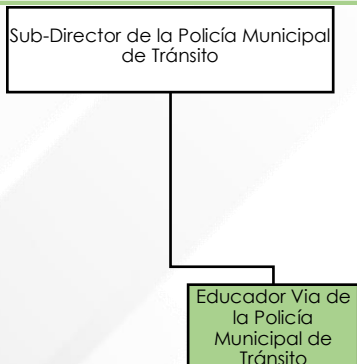 Sub-Director de la Policía Municipal
de Tránsito
Educador Via de
la Policía
Municipal de
Tránsito